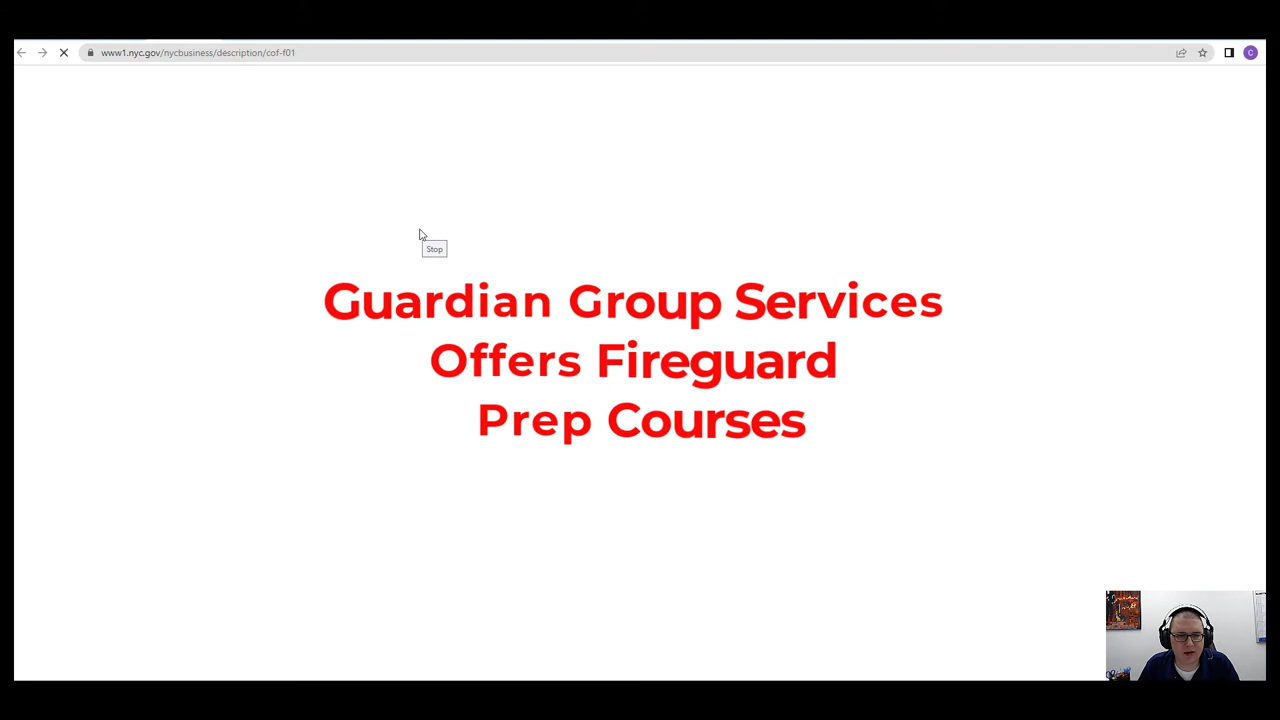 www1.nyc.gov/nycbusiness/description/cof-f01
C
Stop
Guardian Group Services
Offers Fireguard
Prep Courses